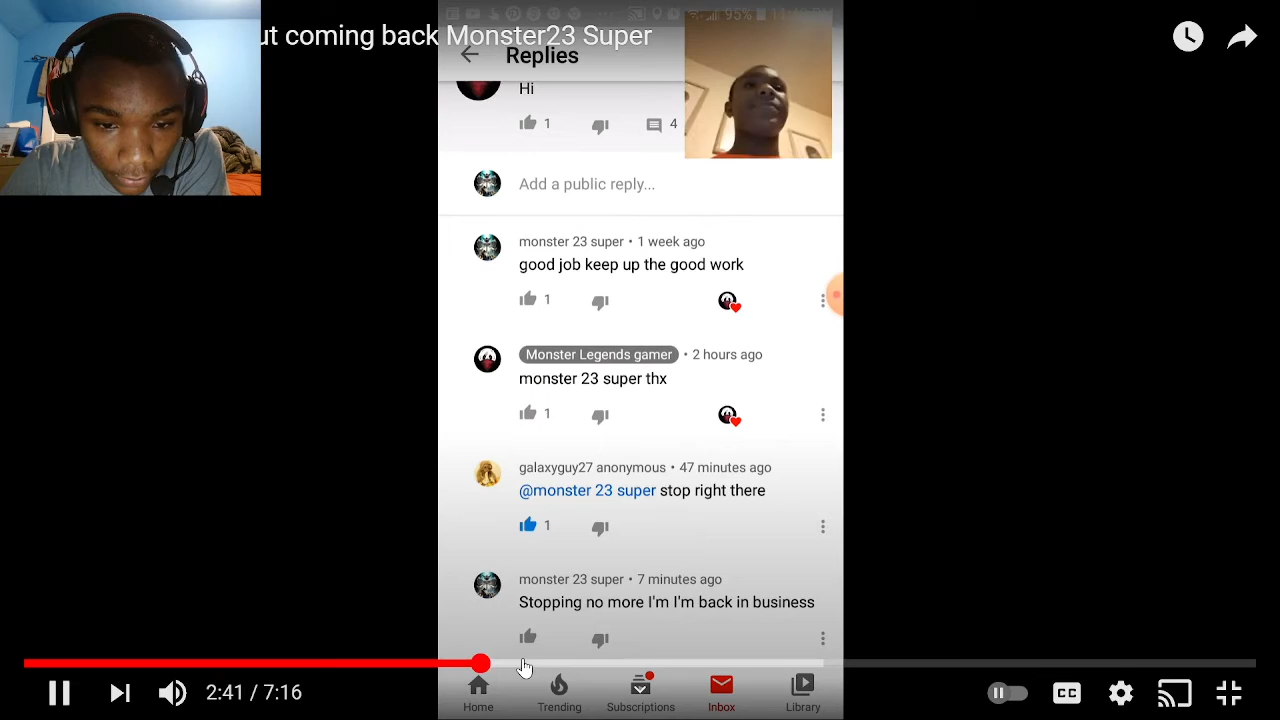 ut coming back Monster23 Super
95%
Replies
Hi
1
4
Add a public reply...
monster 23 super • 1 week ago
good job keep up the good work
1
Monster Legends gamer • 2 hours ago
monster 23 super thx
1
galaxyguy27 anonymous • 47 minutes ago
@monster 23 super stop right there
1
monster 23 super • 7 minutes ago
Stopping no more I'm I'm back in business
Home
Trending
Subscriptions
Inbox
Library
2:41 / 7:16
CC